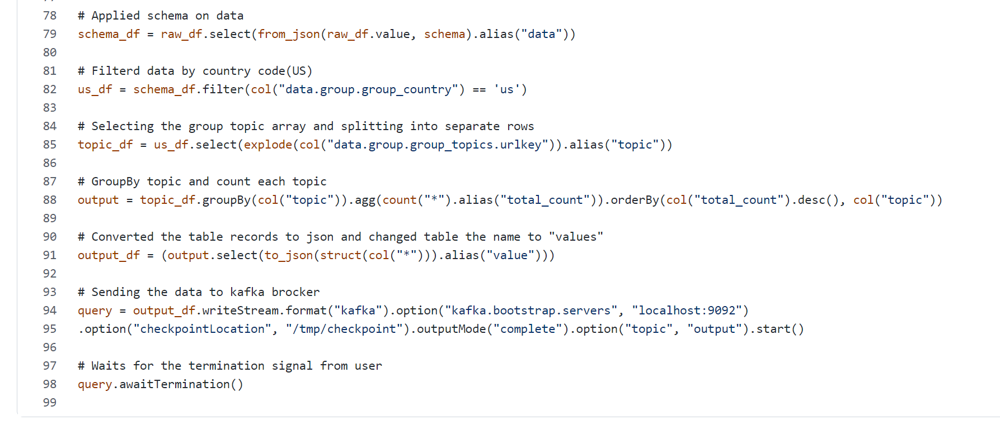 78 # Applied schema on data
79 schema_df = raw_df.select(from_json(raw_df.value, schema).alias("data"))
80
81 # Filterd data by country code(US)
82 us_df = schema_df.filter(col("data.group.group_country") == 'us')
83
84 # Selecting the group topic array and splitting into separate rows
85 topic_df = us_df.select(explode(col("data.group.group_topics.urlkey")).alias("topic"))
86
87 # GroupBy topic and count each topic
88 output = topic_df.groupBy(col("topic")).agg(count("*").alias("total_count")).orderBy(col("total_count").desc(), col("topic"))
89
90 # Converted the table records to json and changed table the name to "values"
91 output_df = (output.select(to_json(struct(col("*"))).alias("value")))
92
93 # Sending the data to kafka brocker
94 query = output_df.writeStream.format("kafka").option("kafka.bootstrap.servers", "localhost:9092")
95 .option("checkpointLocation", "/tmp/checkpoint").outputMode("complete").option("topic", "output").start()
96
97 # Waits for the termination signal from user
98 query.awaitTermination()
99